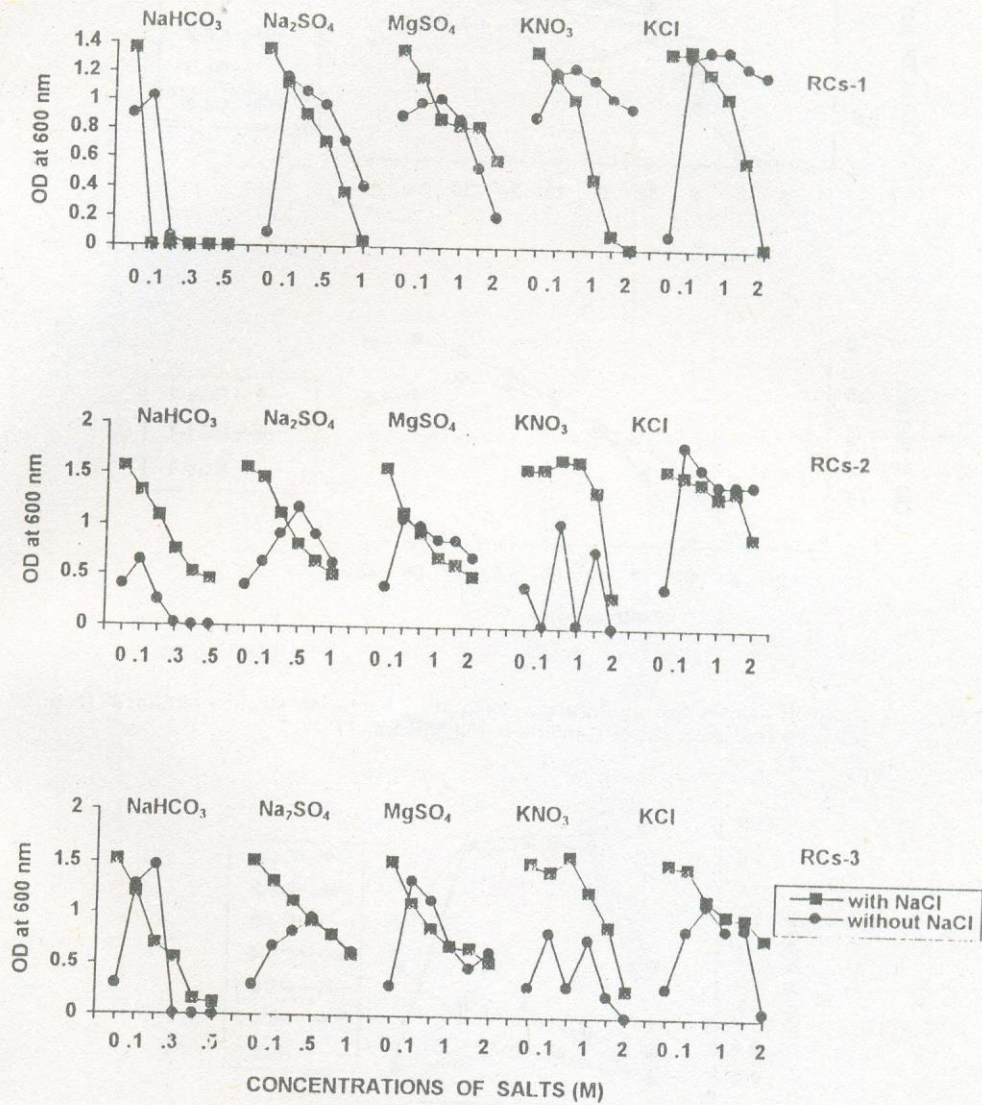 NaHCO₃ Na₂SO₄ MgSO₄ KNO₃ KCl
1.4
1.2
1
0.8
0.6
0.4
0.2
0
OD at 600 nm
RCs-1
0 .1 .3 .5 0 .1 .5 1 0 .1 1 2 0 .1 1 2 0 .1 1 2
NaHCO₃ Na₂SO₄ MgSO₄ KNO₃ KCl
2
1.5
1
0.5
0
OD at 600 nm
RCs-2
0 .1 .3 .5 0 .1 .5 1 0 .1 1 2 0 .1 1 2 0 .1 1 2
NaHCO₃ Na₂SO₄ MgSO₄ KNO₃ KCl
2
1.5
1
0.5
0
OD at 600 nm
RCs-3
with NaCl
without NaCl
0 .1 .3 .5 0 .1 .5 1 0 .1 1 2 0 .1 1 2 0 .1 1 2
CONCENTRATIONS OF SALTS (M)